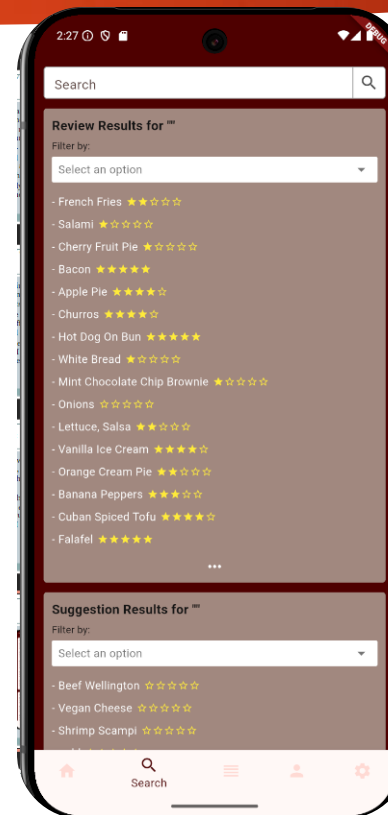 2:27
DEBUG
Search
Review Results for ""
Filter by:
Select an option
- French Fries ★★☆☆☆
- Salami ★☆☆☆☆
- Cherry Fruit Pie ★☆☆☆☆
- Bacon ★★★★★
- Apple Pie ★★★★☆
- Churros ★★★★☆
- Hot Dog On Bun ★★★★★
- White Bread ★☆☆☆☆
- Mint Chocolate Chip Brownie ★☆☆☆☆
- Onions ☆☆☆☆☆
- Lettuce, Salsa ★★☆☆☆
- Vanilla Ice Cream ★★★★☆
- Orange Cream Pie ★★☆☆☆
- Banana Peppers ★★★☆☆
- Cuban Spiced Tofu ★★★★☆
- Falafel ★★★★★
...
Suggestion Results for ""
Filter by:
Select an option
- Beef Wellington ☆☆☆☆☆
- Vegan Cheese ☆☆☆☆☆
- Shrimp Scampi ☆☆☆☆☆
Search